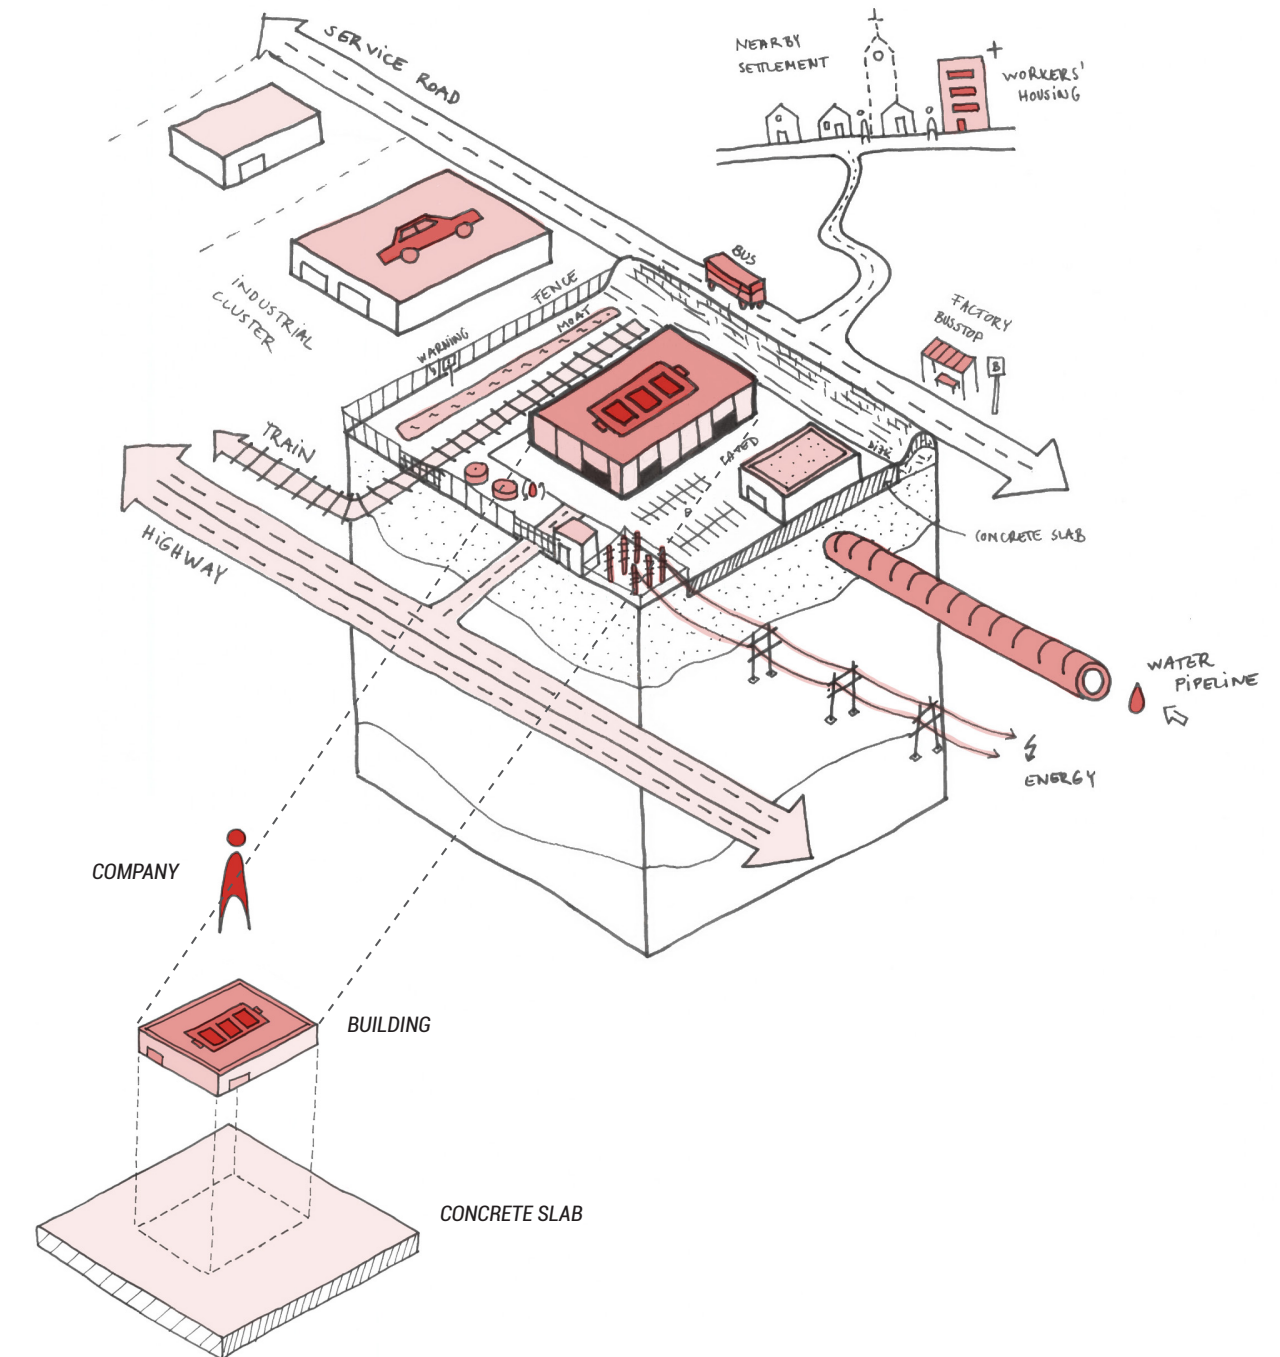 SERVICE ROAD
NEARBY
SETTLEMENT
WORKERS'
HOUSING
BUS
FACTORY
BUSSTOP
B
INDUSTRIAL
CLUSTER
FENCE
MOAT
WARNING
TRAIN
HIGHWAY
GATED
DIKE
P
CONCRETE SLAB
WATER
PIPELINE
ENERGY
COMPANY
BUILDING
CONCRETE SLAB